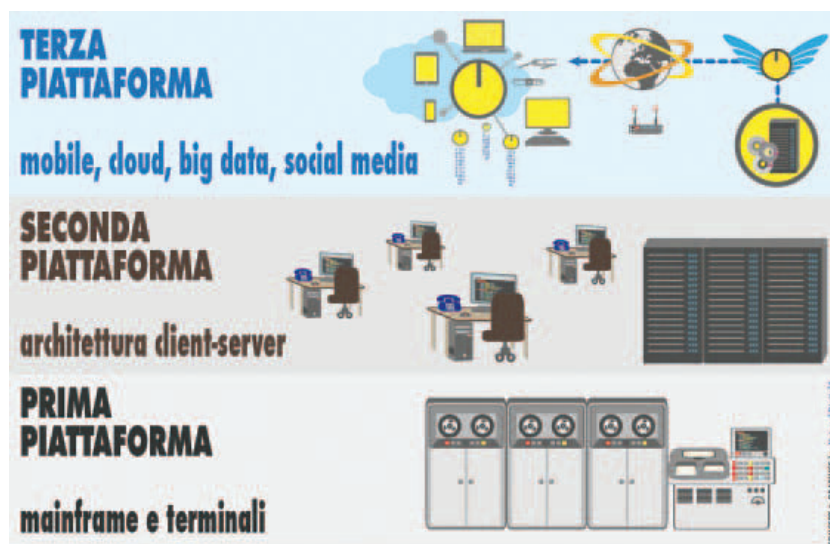 TERZA
PIATTAFORMA
mobile, cloud, big data, social media
SECONDA
PIATTAFORMA
architettura client-server
PRIMA
PIATTAFORMA
mainframe e terminali